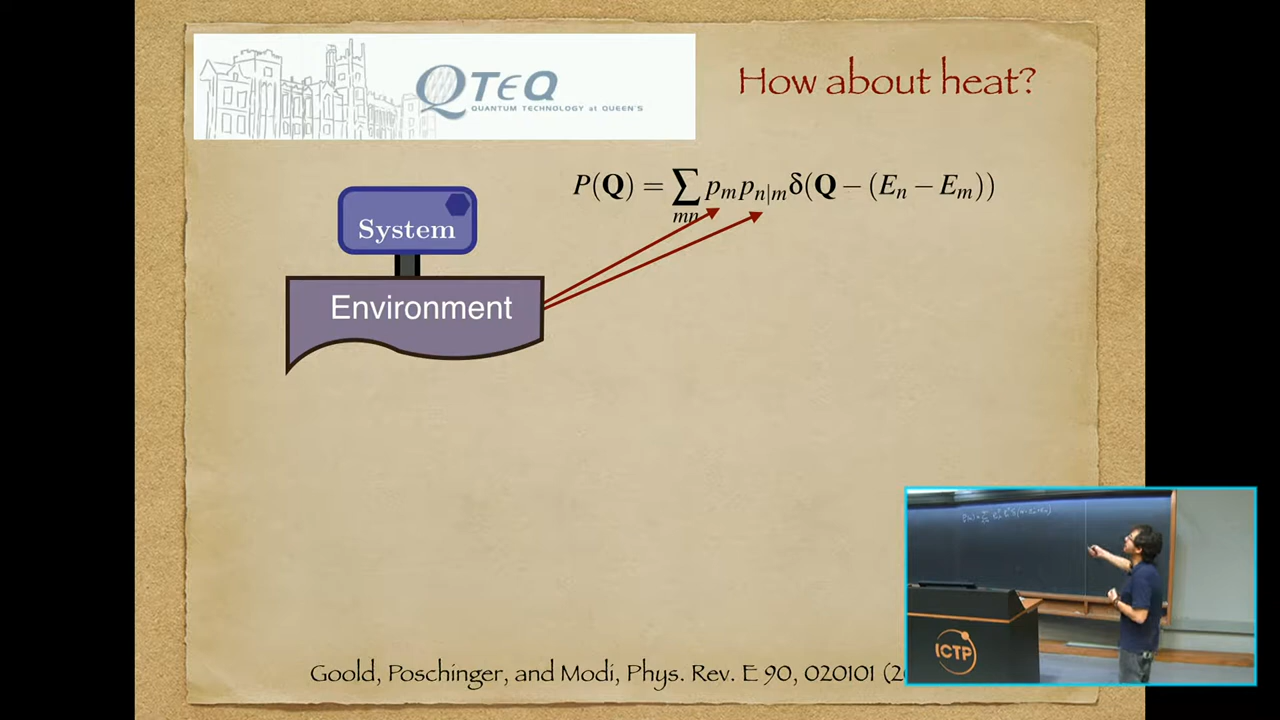 How about heat?
QTEQ
QUANTUM TECHNOLOGY at QUEEN'S
P(Q) = ∑ p_m p_{n|m} δ(Q − (E_n − E_m))
mn
System
Environment
Goold, Poschinger, and Modi, Phys. Rev. E 90, 020101 (2
ICTP